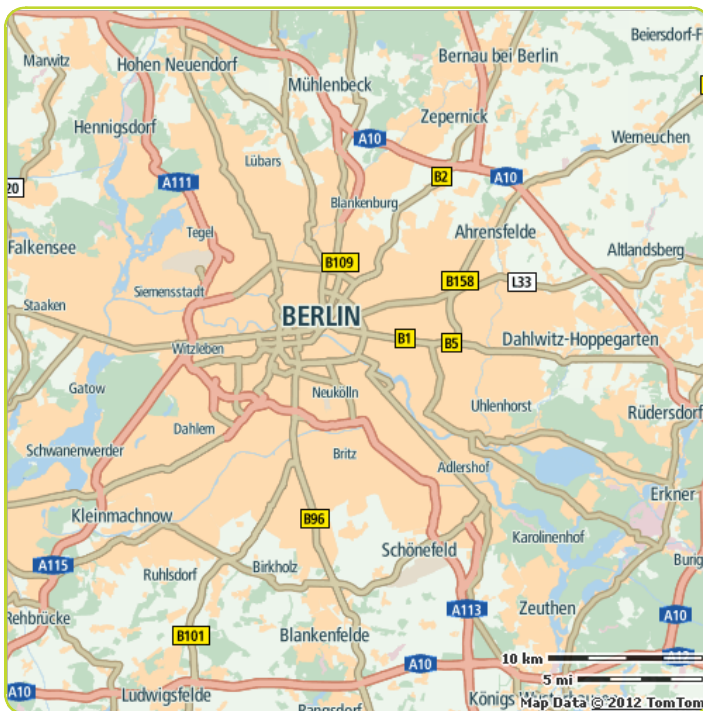 Beiersdorf-F
Marwitz
Hohen Neuendorf
Bernau bei Berlin
Mühlenbeck
Zepernick
Hennigsdorf
A10
Werneuchen
Lübars
B2
A10
20
A111
Blankenburg
Tegel
Ahrensfelde
Falkensee
Altlandsberg
B109
B158
L33
Siemensstadt
Staaken
BERLIN
B1
B5
Dahlwitz-Hoppegarten
Witzleben
Gatow
Neukölln
Uhlenhorst
Rüdersdorf
Dahlem
Schwanenwerder
Britz
Adlershof
Erkner
Kleinmachnow
B96
Karolinenhof
Schönefeld
A115
Birkholz
Burig
Ruhlsdorf
Zeuthen
Rehbrücke
A113
A10
B101
Blankenfelde
10 km
A10
5 mi
A10
Ludwigsfelde
Map Data © 2012 TomTom